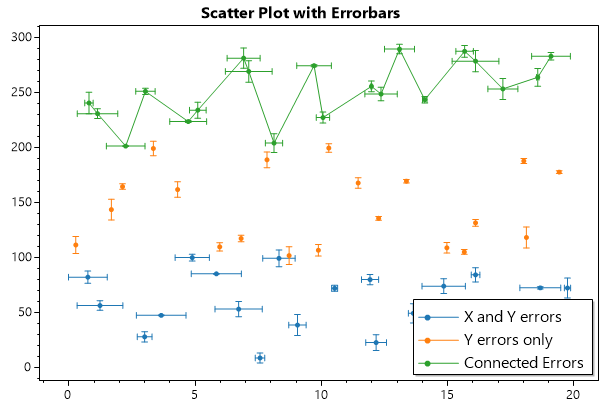 Scatter Plot with Errorbars
300
250
200
150
100
50
0
X and Y errors
Y errors only
Connected Errors
0 5 10 15 20